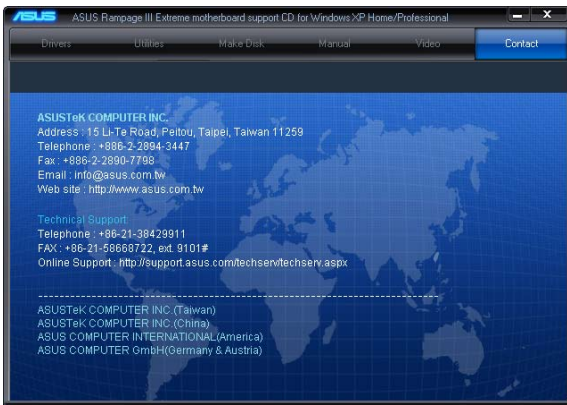 ASUS ASUS Rampage III Extreme motherboard support CD for Windows XP Home/Professional
Drivers Utilities Make Disk Manual Video Contact
ASUSTeK COMPUTER INC.
Address : 15 Li-Te Road, Peitou, Taipei, Taiwan 11259
Telephone : +886-2-2894-3447
Fax : +886-2-2890-7798
Email : info@asus.com.tw
Web site : http://www.asus.com.tw
Technical Support:
Telephone : +86-21-38429911
FAX : +86-21-58668722, ext. 9101#
Online Support : http://support.asus.com/techserv/techserv.aspx
ASUSTeK COMPUTER INC.(Taiwan)
ASUSTeK COMPUTER INC.(China)
ASUS COMPUTER INTERNATIONAL(America)
ASUS COMPUTER GmbH(Germany & Austria)